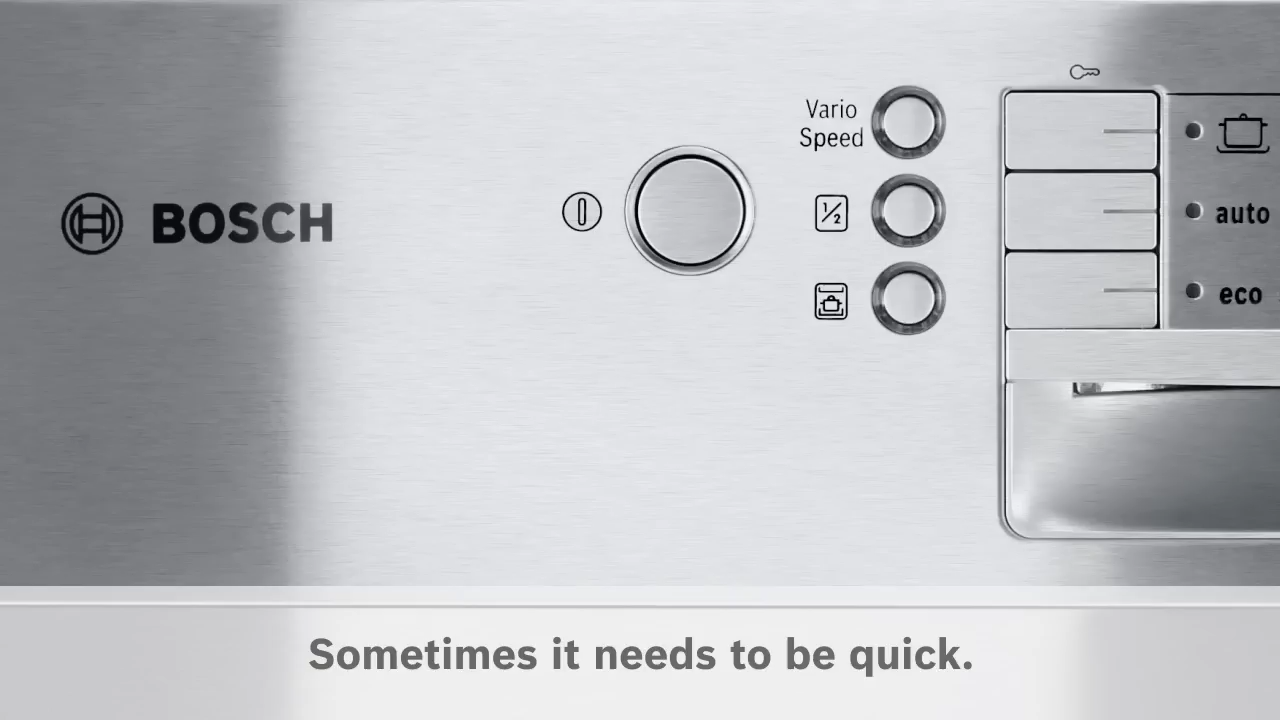 BOSCH
Vario
Speed
1/2
auto
eco
Sometimes it needs to be quick.